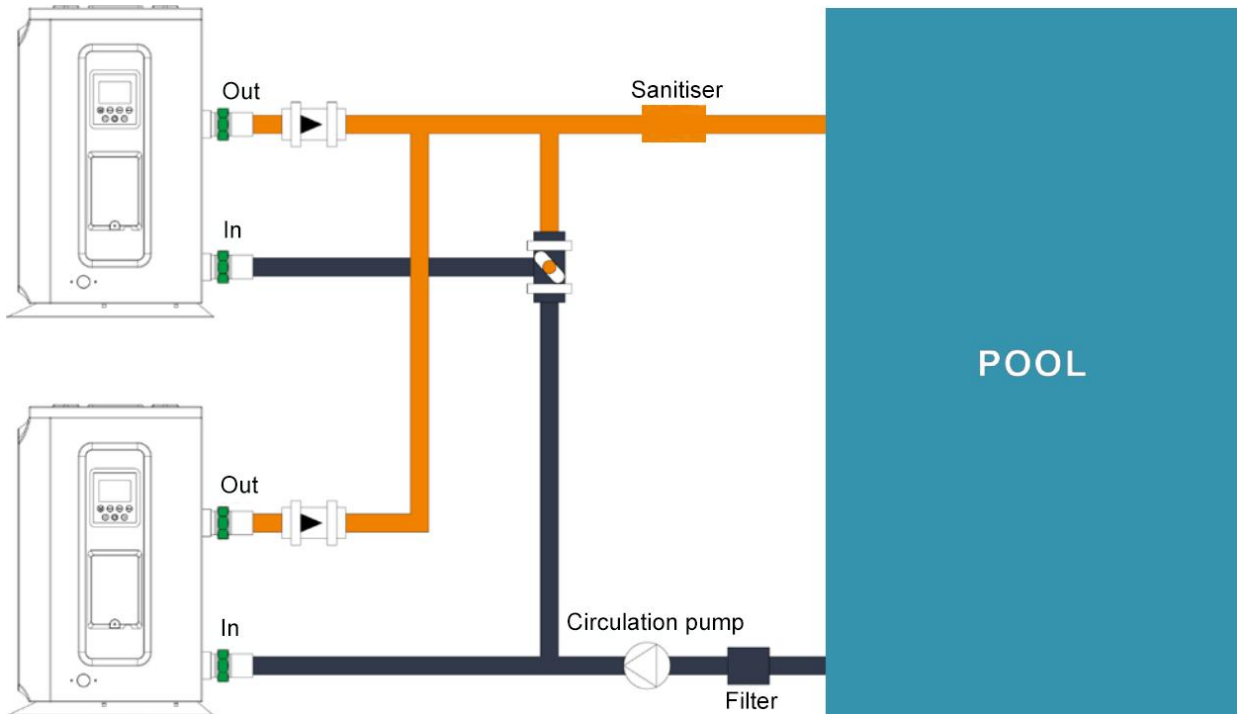 Out
Sanitiser
In
POOL
Out
In
Circulation pump
Filter